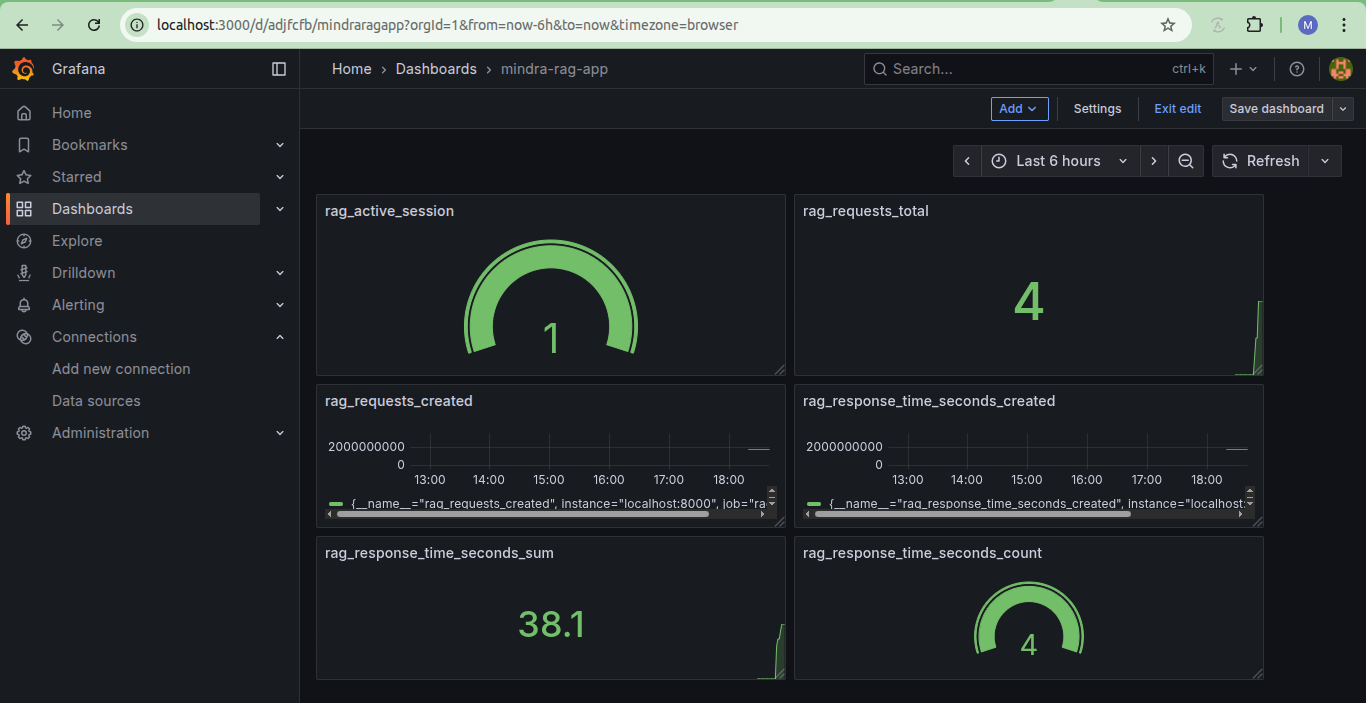 localhost:3000/d/adjfcfb/mindraragapp?orgId=1&from=now-6h&to=now&timezone=browser
M
Grafana
Home › Dashboards › mindra-rag-app
Search...
ctrl+k
Add
Settings
Exit edit
Save dashboard
Last 6 hours
Refresh
Home
Bookmarks
Starred
Dashboards
Explore
Drilldown
Alerting
Connections
Add new connection
Data sources
Administration
rag_active_session
1
rag_requests_total
4
rag_requests_created
2000000000
0
13:00 14:00 15:00 16:00 17:00 18:00
{__name__="rag_requests_created", instance="localhost:8000", job="ra
rag_response_time_seconds_created
2000000000
0
13:00 14:00 15:00 16:00 17:00 18:00
{__name__="rag_response_time_seconds_created", instance="localhost:
rag_response_time_seconds_sum
38.1
rag_response_time_seconds_count
4